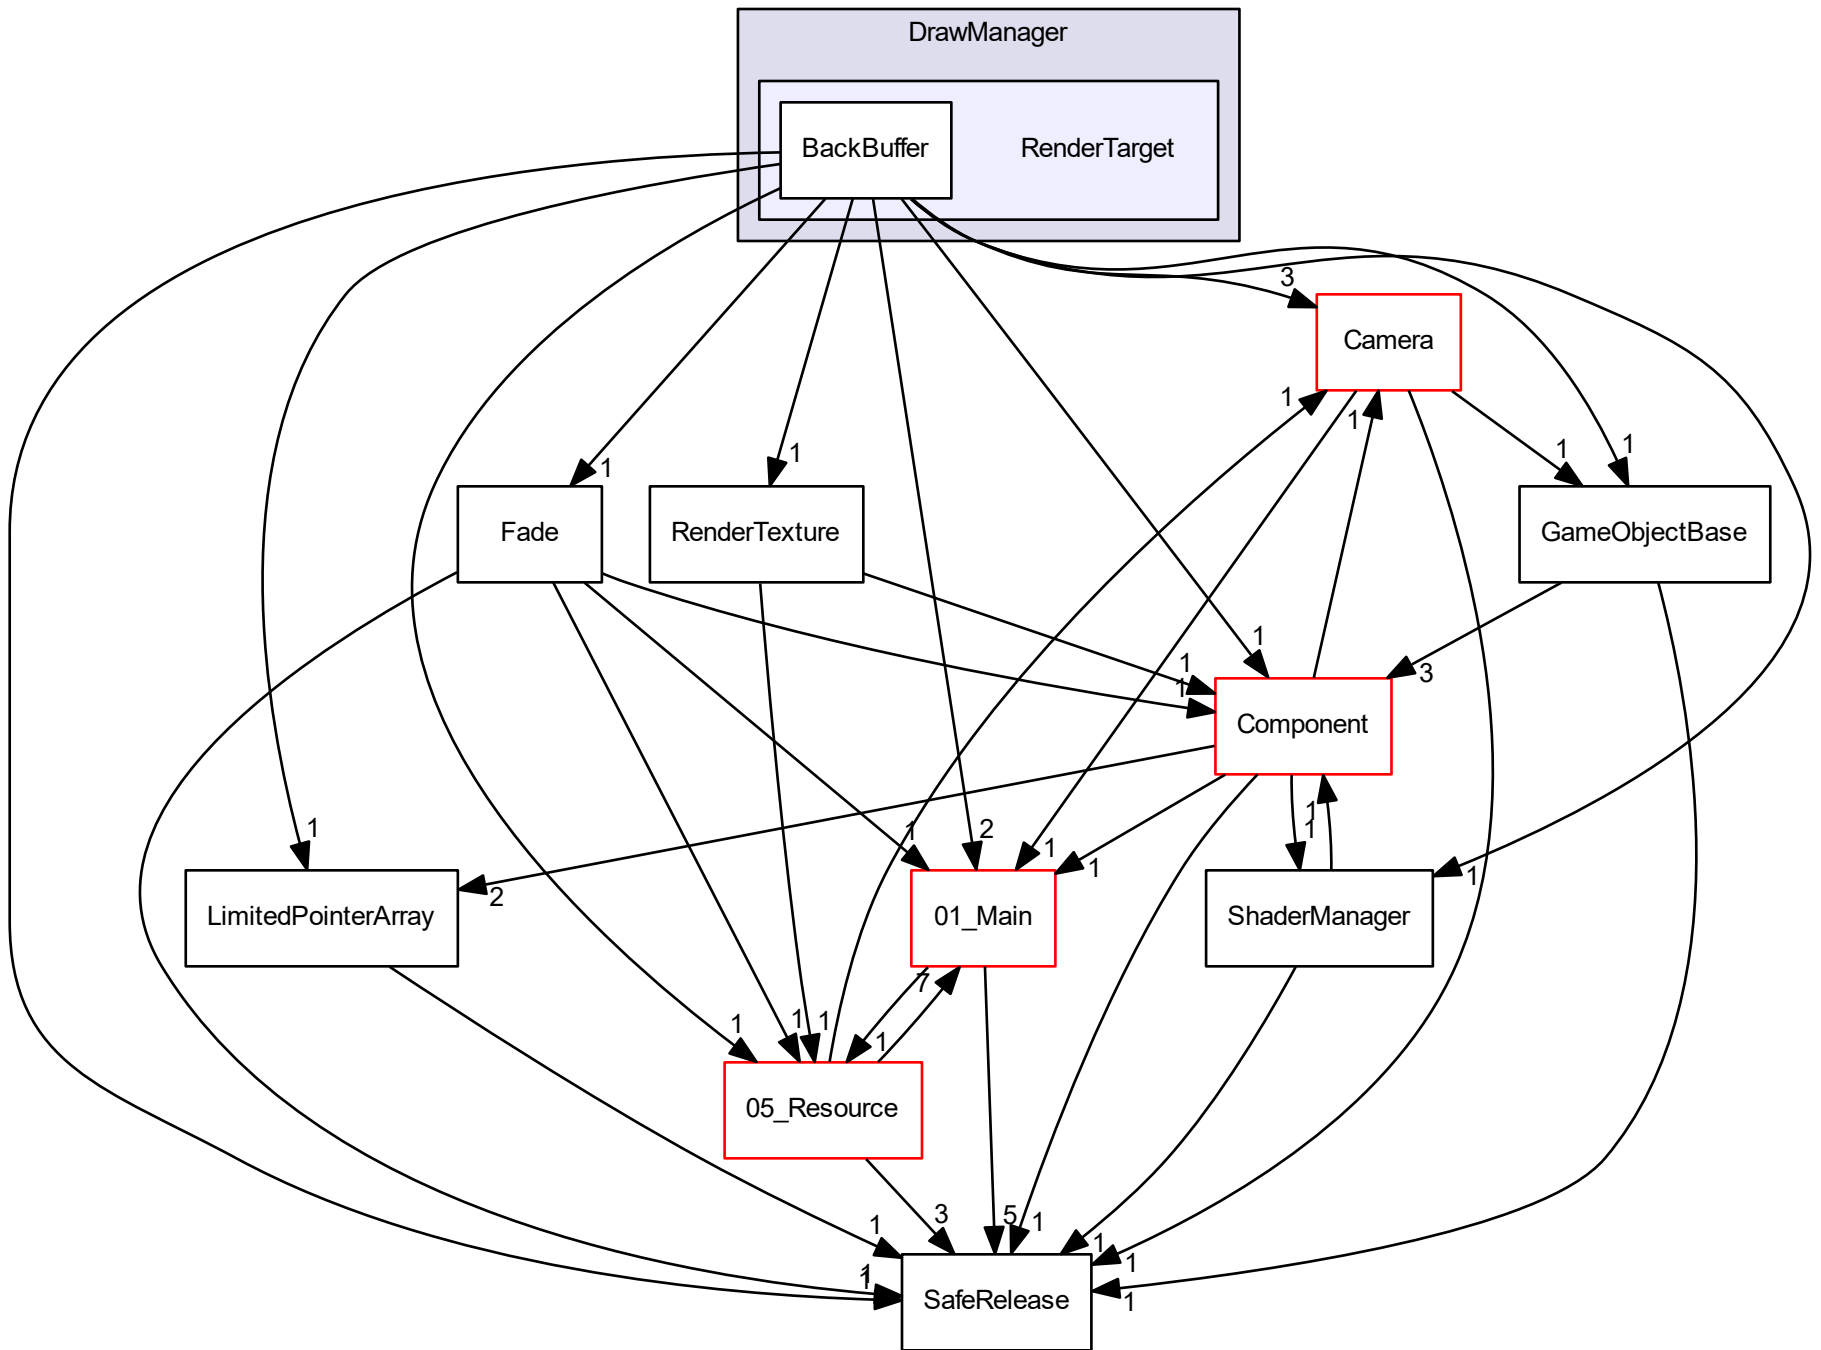 DrawManager
BackBuffer
RenderTarget
3
Camera
1
1
1
1
1
1
Fade
RenderTexture
GameObjectBase
1
1
3
1
Component
1
1
1
2
1
1
1
2
1
LimitedPointerArray
01_Main
ShaderManager
7
1
1
1
1
05_Resource
3
5
1
1
1
1
1
1
1
SafeRelease